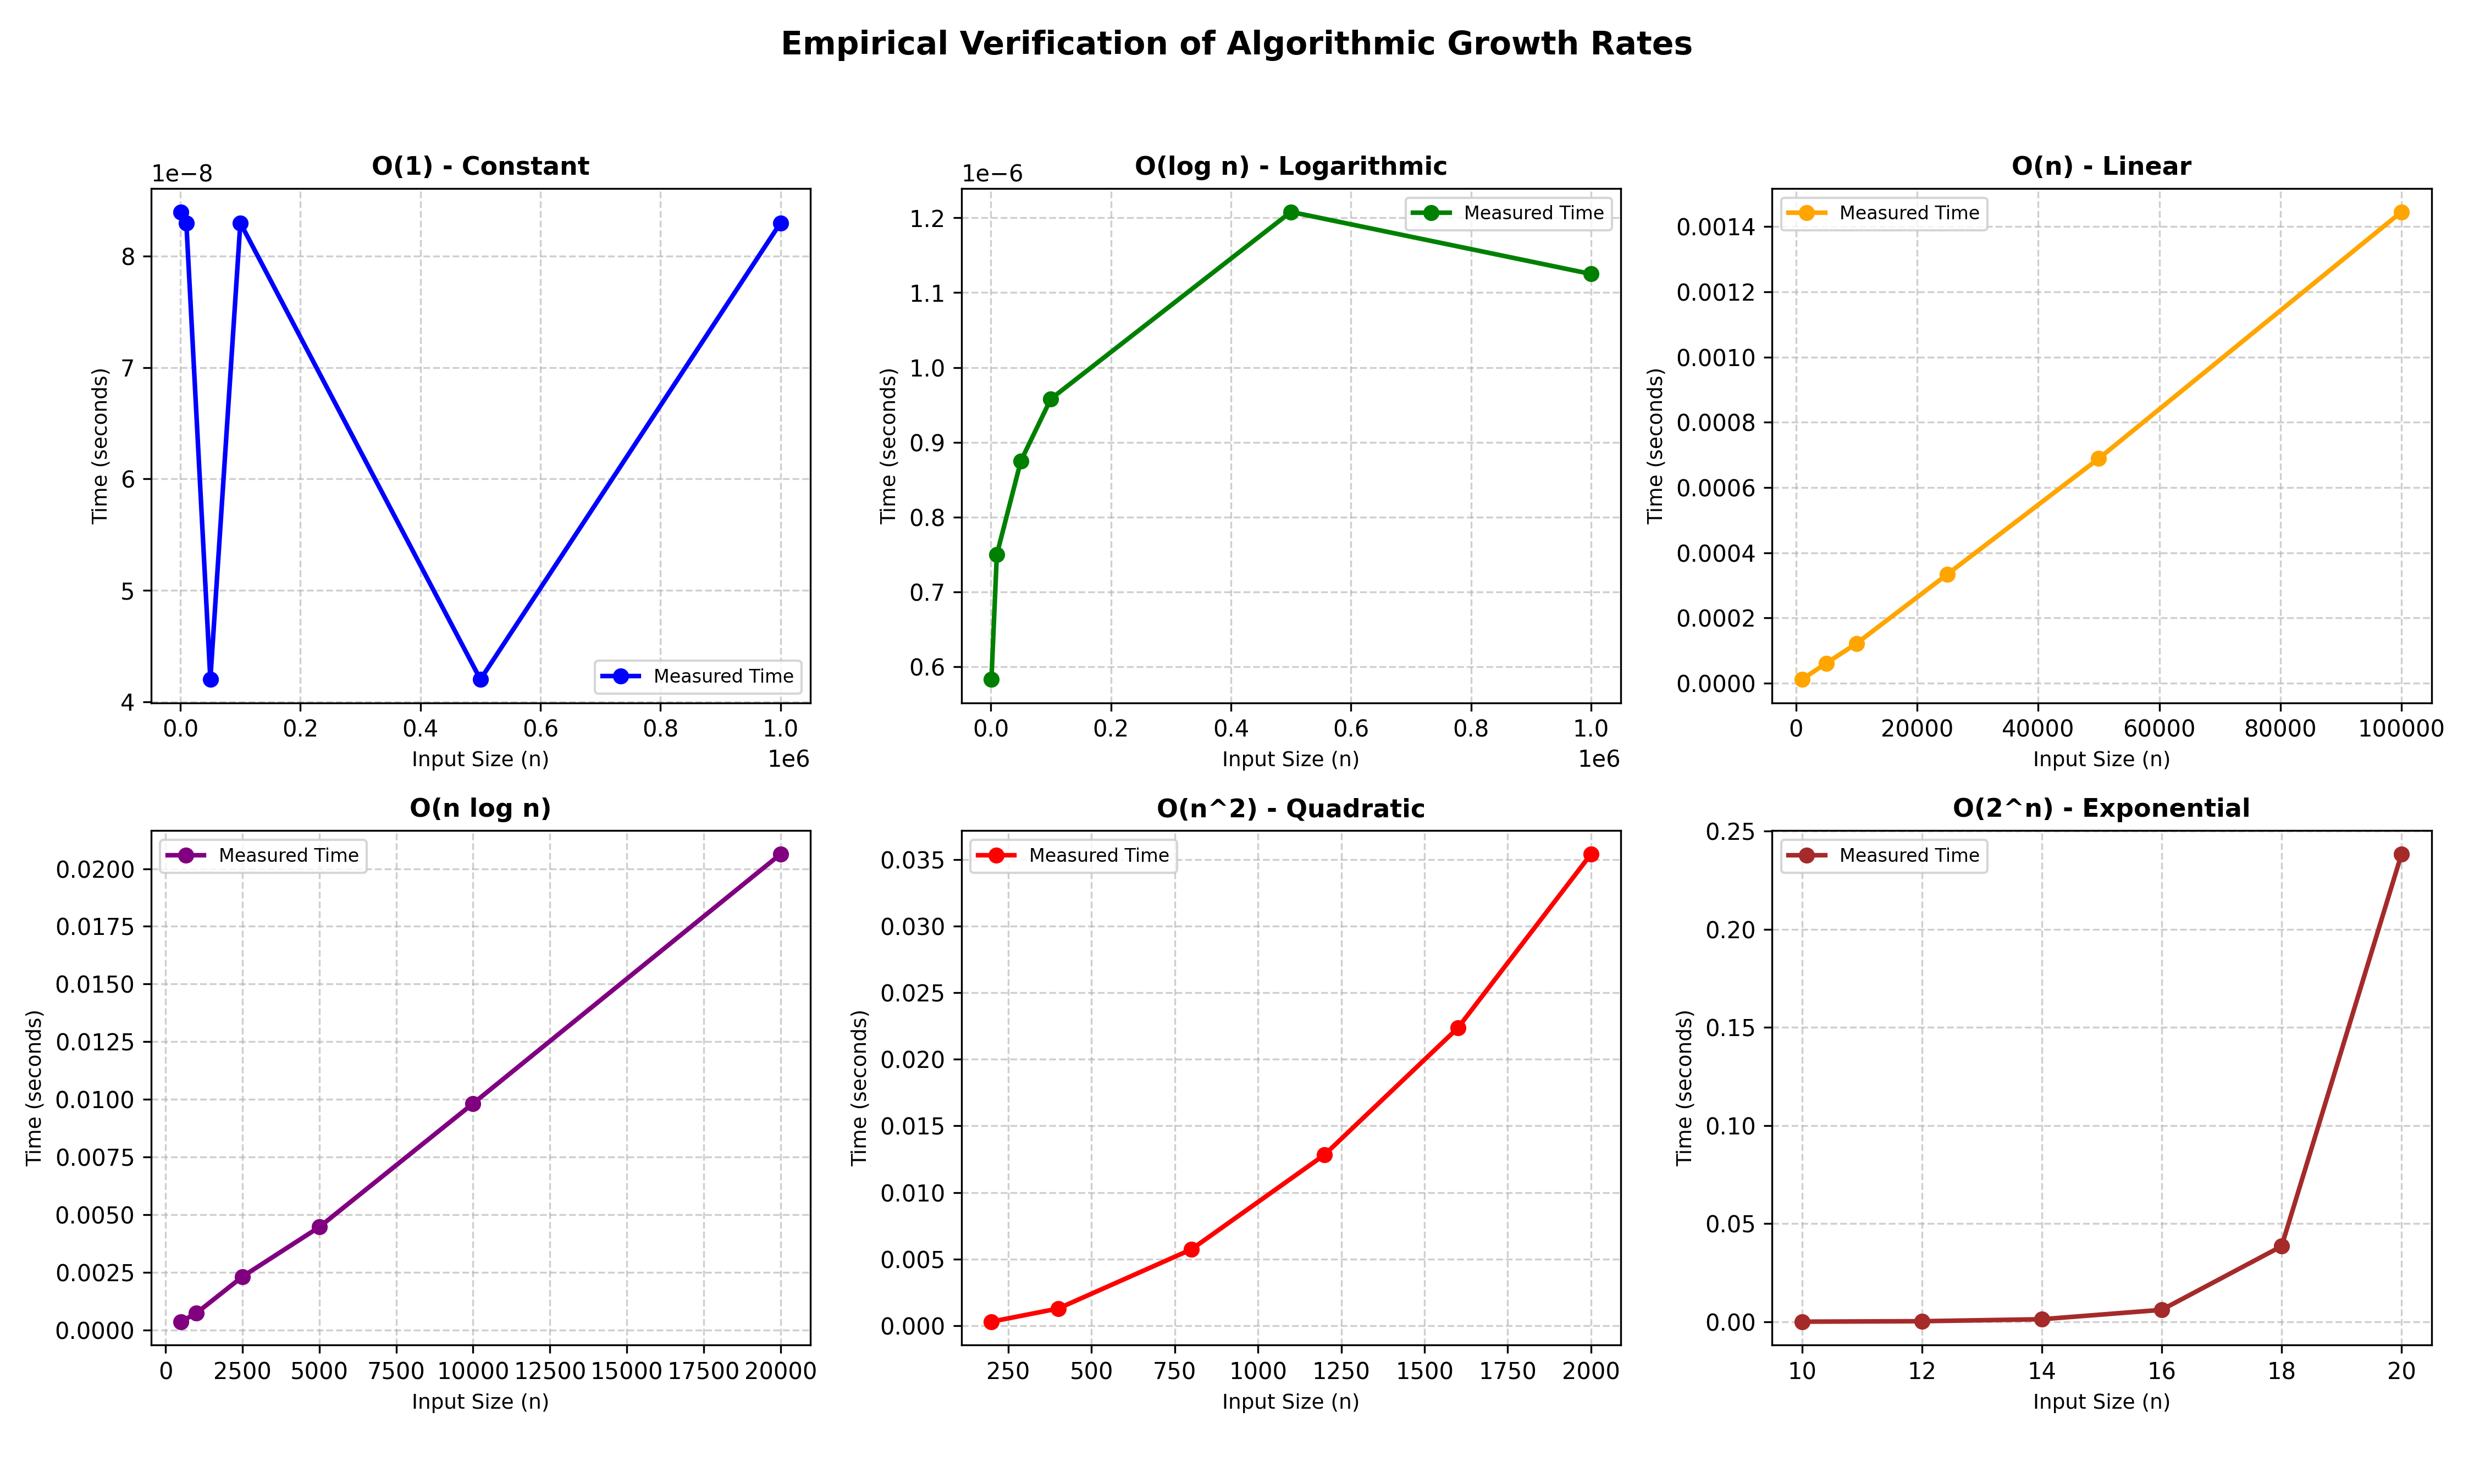 Empirical Verification of Algorithmic Growth Rates
O(1) - Constant
1e−8
8
7
6
5
4
Time (seconds)
Measured Time
0.0 0.2 0.4 0.6 0.8 1.0
Input Size (n)
1e6
O(log n) - Logarithmic
1e−6
1.2
1.1
1.0
0.9
0.8
0.7
0.6
Time (seconds)
Measured Time
0.0 0.2 0.4 0.6 0.8 1.0
Input Size (n)
1e6
O(n) - Linear
0.0014
0.0012
0.0010
0.0008
0.0006
0.0004
0.0002
0.0000
Time (seconds)
Measured Time
0 20000 40000 60000 80000 100000
Input Size (n)
O(n log n)
0.0200
0.0175
0.0150
0.0125
0.0100
0.0075
0.0050
0.0025
0.0000
Time (seconds)
Measured Time
0 2500 5000 7500 10000 12500 15000 17500 20000
Input Size (n)
O(n^2) - Quadratic
0.035
0.030
0.025
0.020
0.015
0.010
0.005
0.000
Time (seconds)
Measured Time
250 500 750 1000 1250 1500 1750 2000
Input Size (n)
O(2^n) - Exponential
0.25
0.20
0.15
0.10
0.05
0.00
Time (seconds)
Measured Time
10 12 14 16 18 20
Input Size (n)